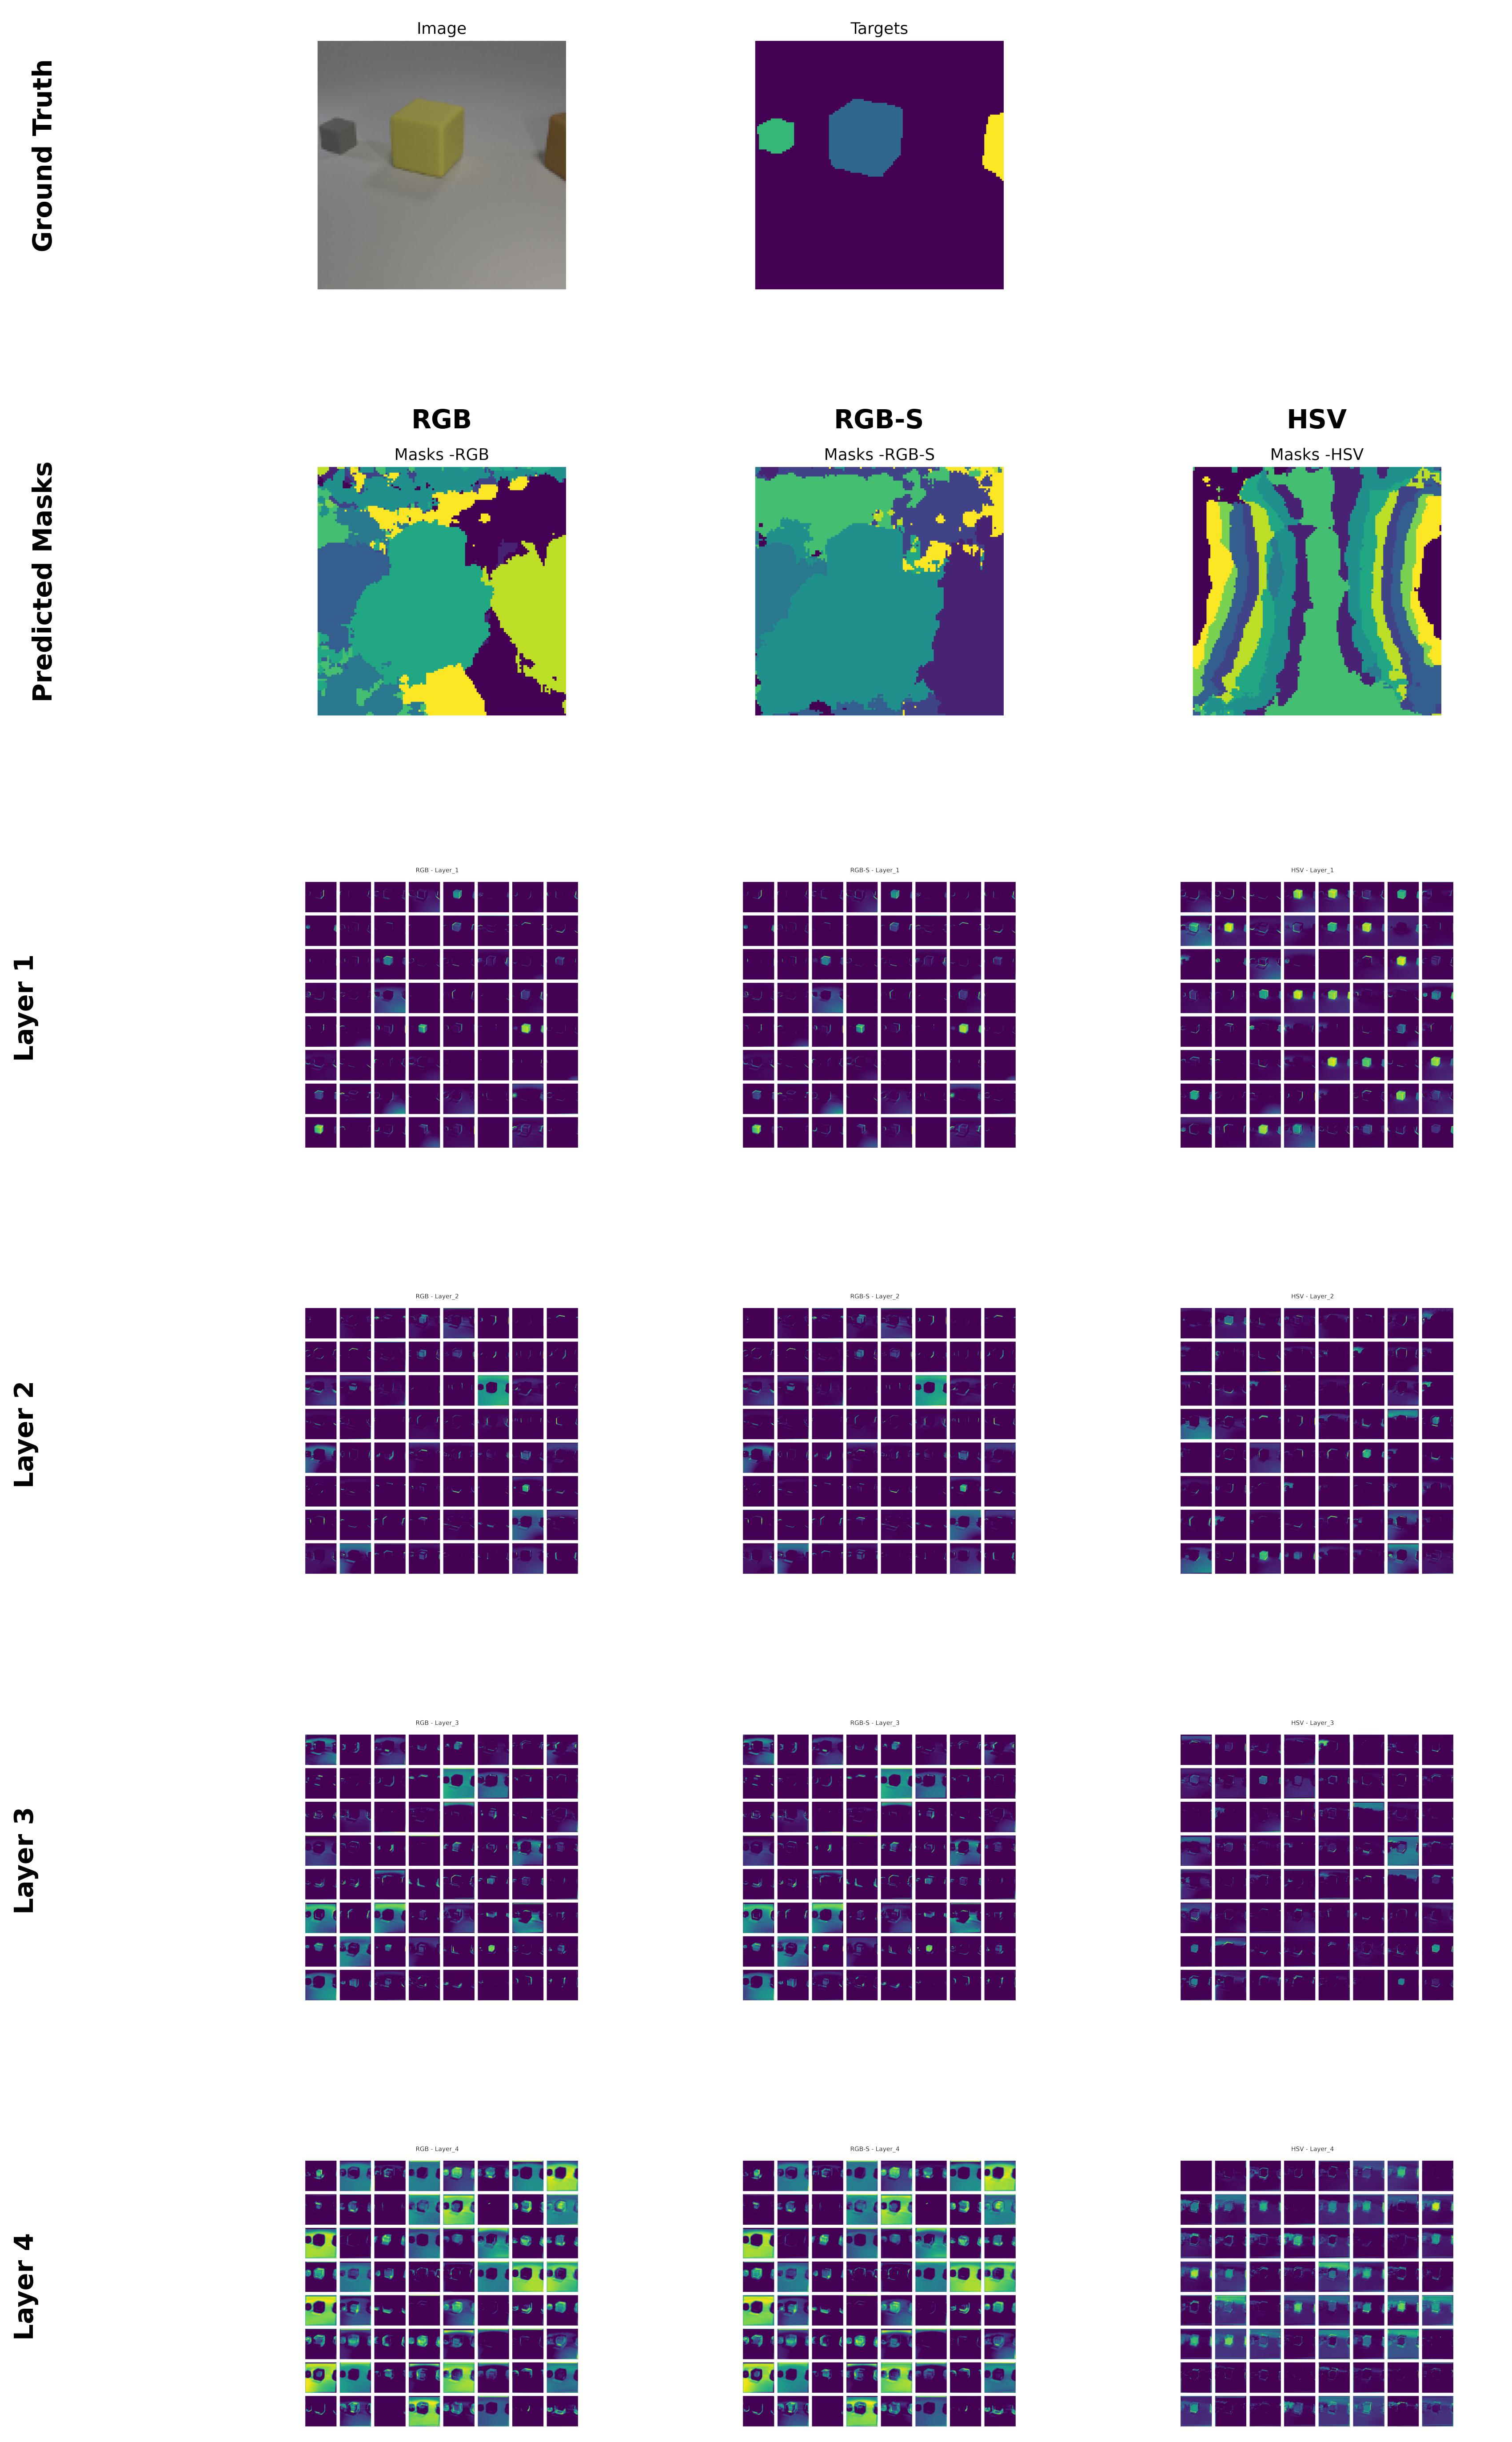 Ground Truth
Image
Targets
RGB
RGB-S
HSV
Predicted Masks
Masks -RGB
Masks -RGB-S
Masks -HSV
Layer 1
RGB - Layer_1
RGB-S - Layer_1
HSV - Layer_1
Layer 2
RGB - Layer_2
RGB-S - Layer_2
HSV - Layer_2
Layer 3
RGB - Layer_3
RGB-S - Layer_3
HSV - Layer_3
Layer 4
RGB - Layer_4
RGB-S - Layer_4
HSV - Layer_4